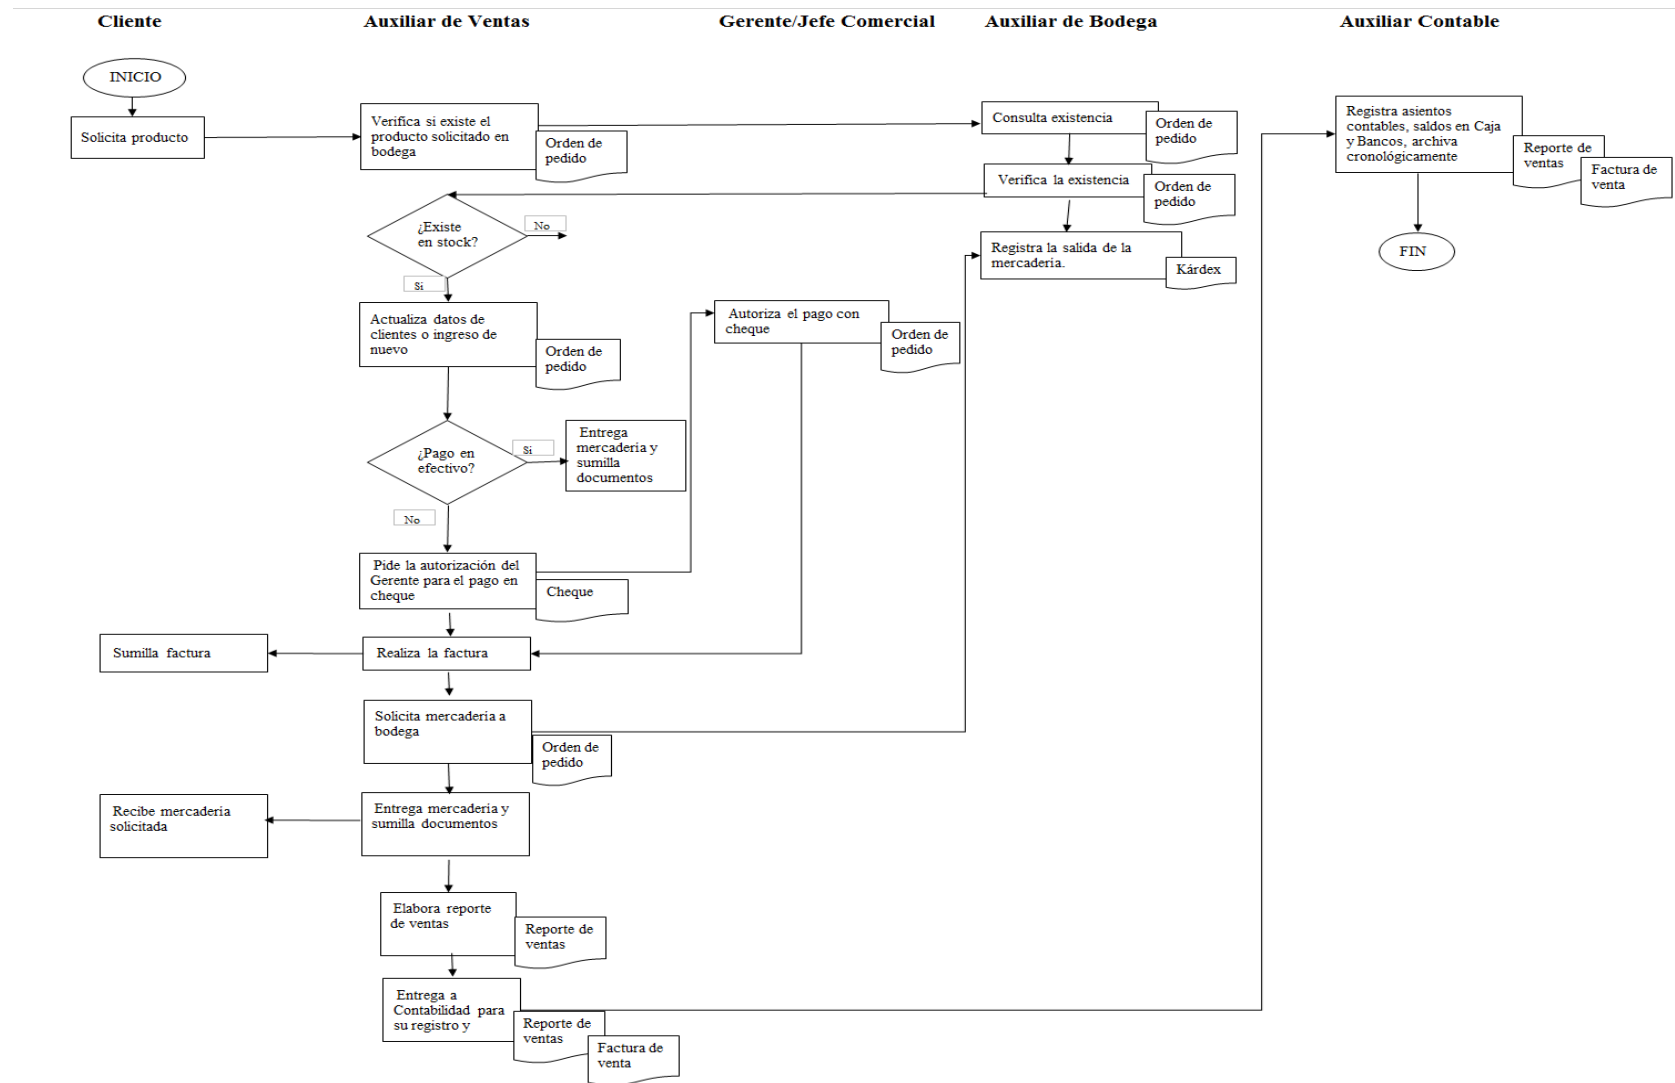 Cliente
Auxiliar de Ventas
Gerente/Jefe Comercial
Auxiliar de Bodega
Auxiliar Contable
INICIO
Solicita producto
Verifica si existe el
producto solicitado en
bodega
Orden de
pedido
Consulta existencia
Orden de
pedido
Verifica la existencia
Orden de
pedido
Registra asientos
contables, saldos en Caja
y Bancos, archiva
cronológicamente
Reporte de
ventas
Factura de
venta
FIN
¿Existe
en stock?
No
Si
Registra la salida de la
mercadería.
Kárdex
Actualiza datos de
clientes o ingreso de
nuevo
Orden de
pedido
Autoriza el pago con
cheque
Orden de
pedido
¿Pago en
efectivo?
Si
No
Entrega
mercadería y
sumilla
documentos
Pide la autorización del
Gerente para el pago en
cheque
Cheque
Sumilla factura
Realiza la factura
Solicita mercadería a
bodega
Orden de
pedido
Recibe mercadería
solicitada
Entrega mercadería y
sumilla documentos
Elabora reporte
de ventas
Reporte de
ventas
Entrega a
Contabilidad para
su registro y
Reporte de
ventas
Factura de
venta